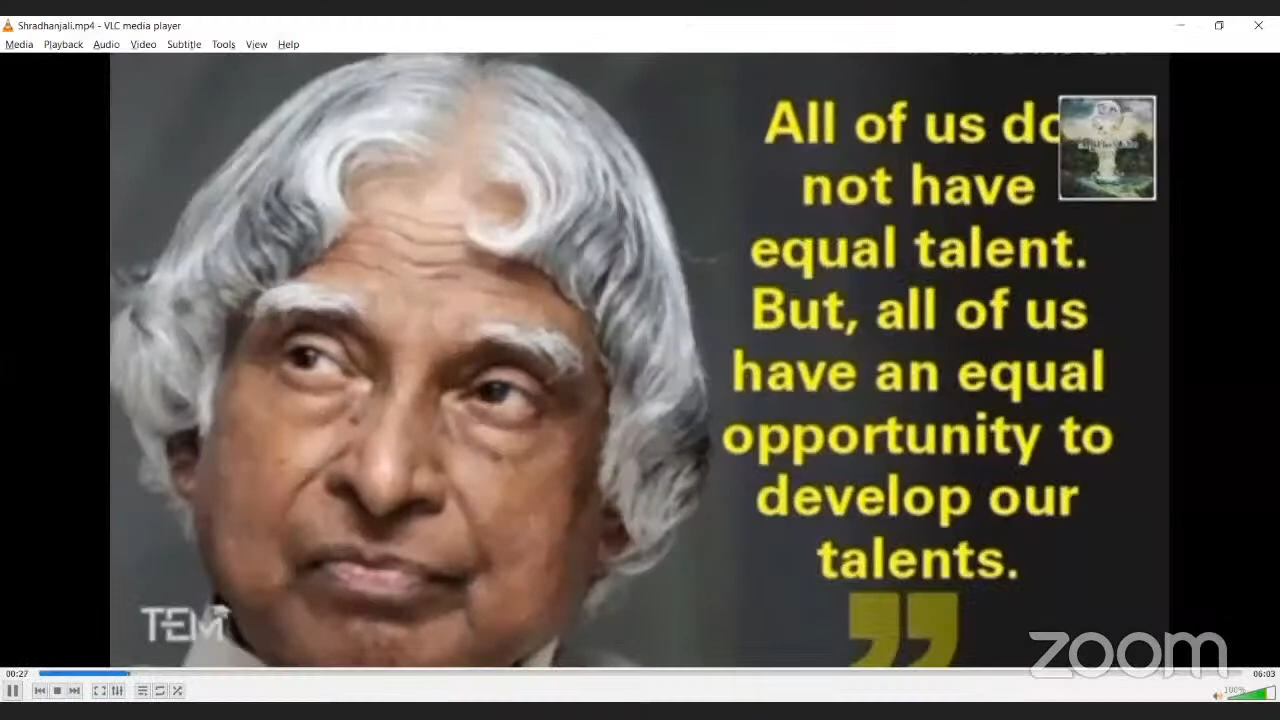 Shradhanjali.mp4 - VLC media player
Media Playback Audio Video Subtitle Tools View Help
All of us do
not have
equal talent.
But, all of us
have an equal
opportunity to
develop our
talents.
”
TEM
zoom
00:27
06:03
100%